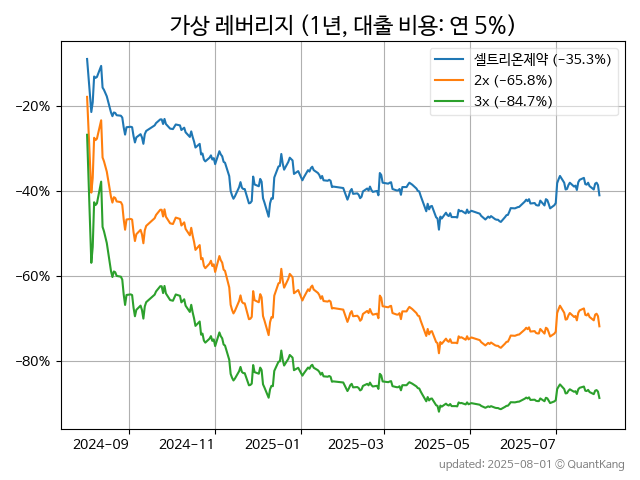 가상 레버리지 (1년, 대출 비용: 연 5%)
셀트리온제약 (−35.3%)
2x (−65.8%)
3x (−84.7%)
−20%
−40%
−60%
−80%
2024-09
2024-11
2025-01
2025-03
2025-05
2025-07
updated: 2025-08-01 © QuantKang